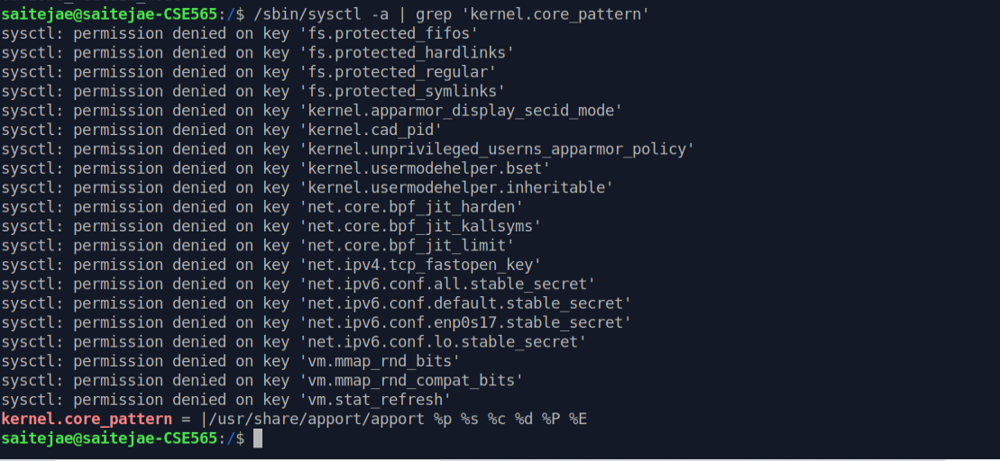 saitejae@saitejae-CSE565:/$ /sbin/sysctl -a | grep 'kernel.core_pattern'
sysctl: permission denied on key 'fs.protected_fifos'
sysctl: permission denied on key 'fs.protected_hardlinks'
sysctl: permission denied on key 'fs.protected_regular'
sysctl: permission denied on key 'fs.protected_symlinks'
sysctl: permission denied on key 'kernel.apparmor_display_secid_mode'
sysctl: permission denied on key 'kernel.cad_pid'
sysctl: permission denied on key 'kernel.unprivileged_userns_apparmor_policy'
sysctl: permission denied on key 'kernel.usermodehelper.bset'
sysctl: permission denied on key 'kernel.usermodehelper.inheritable'
sysctl: permission denied on key 'net.core.bpf_jit_harden'
sysctl: permission denied on key 'net.core.bpf_jit_kallsyms'
sysctl: permission denied on key 'net.core.bpf_jit_limit'
sysctl: permission denied on key 'net.ipv4.tcp_fastopen_key'
sysctl: permission denied on key 'net.ipv6.conf.all.stable_secret'
sysctl: permission denied on key 'net.ipv6.conf.default.stable_secret'
sysctl: permission denied on key 'net.ipv6.conf.enp0s17.stable_secret'
sysctl: permission denied on key 'net.ipv6.conf.lo.stable_secret'
sysctl: permission denied on key 'vm.mmap_rnd_bits'
sysctl: permission denied on key 'vm.mmap_rnd_compat_bits'
sysctl: permission denied on key 'vm.stat_refresh'
kernel.core_pattern = |/usr/share/apport/apport %p %s %c %d %P %E
saitejae@saitejae-CSE565:/$